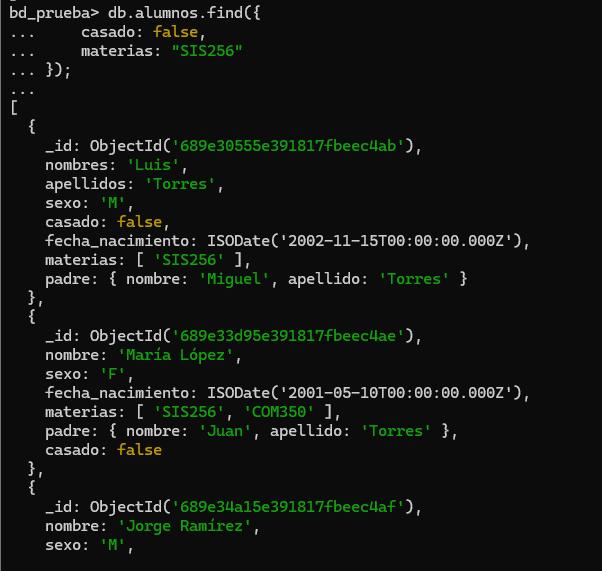 bd_prueba> db.alumnos.find({
...     casado: false,
...     materias: "SIS256"
... });
...
[
  {
    _id: ObjectId('689e30555e391817fbeec4ab'),
    nombres: 'Luis',
    apellidos: 'Torres',
    sexo: 'M',
    casado: false,
    fecha_nacimiento: ISODate('2002-11-15T00:00:00.000Z'),
    materias: [ 'SIS256' ],
    padre: { nombre: 'Miguel', apellido: 'Torres' }
  },
  {
    _id: ObjectId('689e33d95e391817fbeec4ae'),
    nombre: 'María López',
    sexo: 'F',
    fecha_nacimiento: ISODate('2001-05-10T00:00:00.000Z'),
    materias: [ 'SIS256', 'COM350' ],
    padre: { nombre: 'Juan', apellido: 'Torres' },
    casado: false
  },
  {
    _id: ObjectId('689e34a15e391817fbeec4af'),
    nombre: 'Jorge Ramírez',
    sexo: 'M',